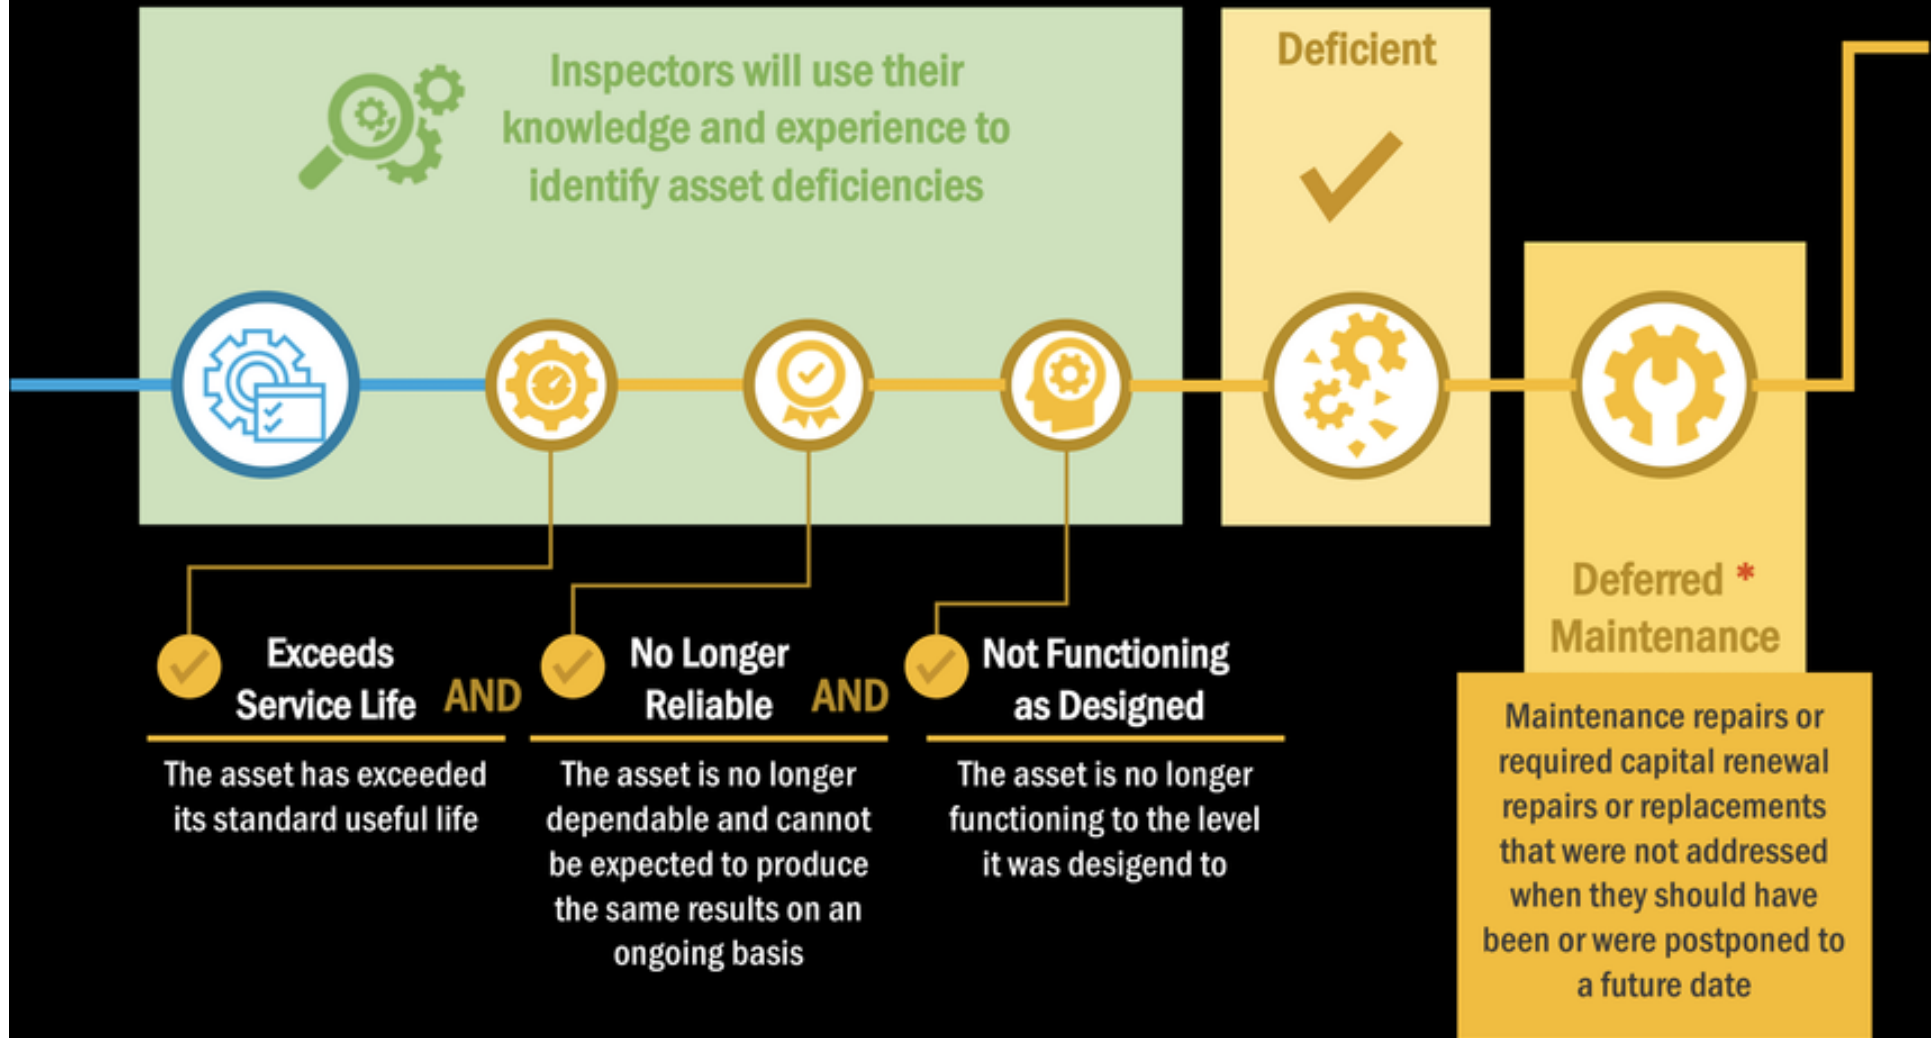 Inspectors will use their
knowledge and experience to
identify asset deficiencies
Deficient
Exceeds
Service Life
AND
No Longer
Reliable
AND
Not Functioning
as Designed
The asset has exceeded
its standard useful life
The asset is no longer
dependable and cannot
be expected to produce
the same results on an
ongoing basis
The asset is no longer
functioning to the level
it was desigend to
Deferred *
Maintenance
Maintenance repairs or
required capital renewal
repairs or replacements
that were not addressed
when they should have
been or were postponed to
a future date